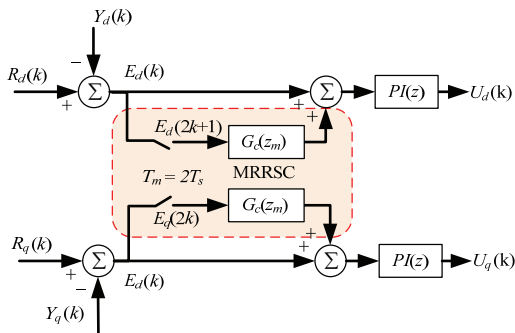 Y_d(k)
−
R_d(k)
+
Σ
E_d(k)
+
Σ
+
PI(z)
U_d(k)
E_d(2k+1)
G_c(z_m)
T_m = 2T_s
MRRSC
E_q(2k)
G_c(z_m)
R_q(k)
+
Σ
−
E_d(k)
+
+
Σ
PI(z)
U_q(k)
Y_q(k)